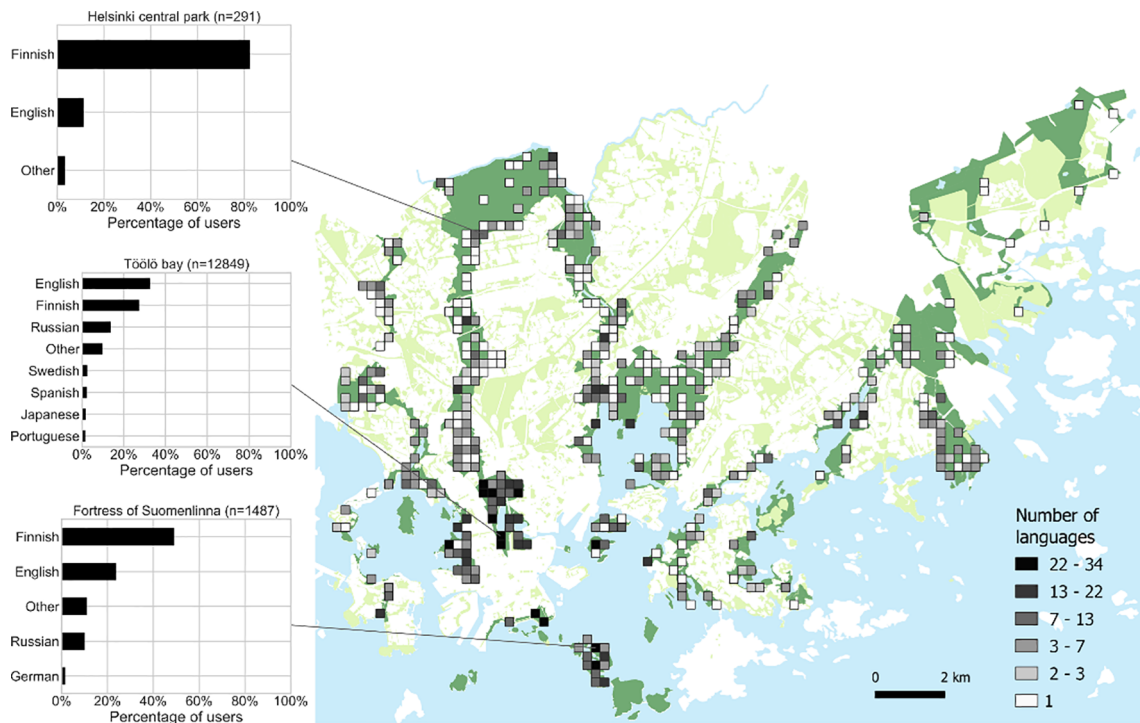 Helsinki central park (n=291)
Finnish
English
Other
0% 20% 40% 60% 80% 100%
Percentage of users
Töölö bay (n=12849)
English
Finnish
Russian
Other
Swedish
Spanish
Japanese
Portuguese
0% 20% 40% 60% 80% 100%
Percentage of users
Fortress of Suomenlinna (n=1487)
Finnish
English
Other
Russian
German
0% 20% 40% 60% 80% 100%
Percentage of users
Number of
languages
22 - 34
13 - 22
7 - 13
3 - 7
2 - 3
1
0 2 km